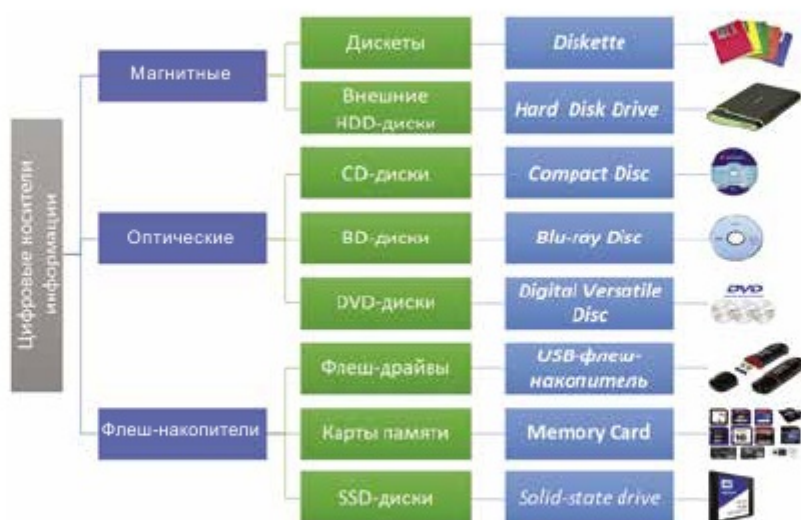 Цифровые носители
информации
Магнитные
Дискеты
Diskette
Внешние
HDD-диски
Hard Disk Drive
Оптические
CD-диски
Compact Disc
BD-диски
Blu-ray Disc
DVD-диски
Digital Versatile
Disc
DVD
Флеш-накопители
Флеш-драйвы
USB-флеш-
накопитель
Карты памяти
Memory Card
SSD-диски
Solid-state drive